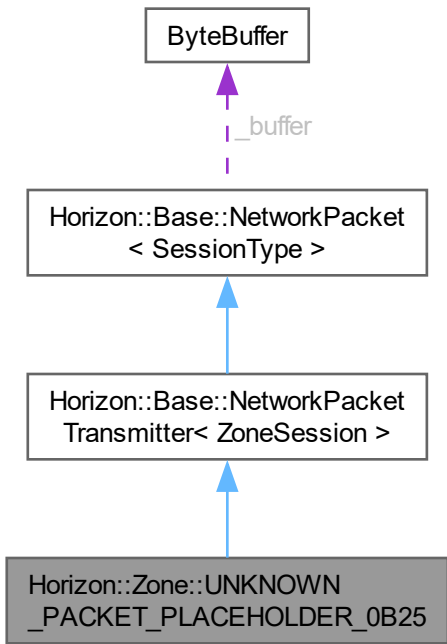 ByteBuffer
_buffer
Horizon::Base::NetworkPacket
< SessionType >
Horizon::Base::NetworkPacket
Transmitter< ZoneSession >
Horizon::Zone::UNKNOWN
_PACKET_PLACEHOLDER_0B25